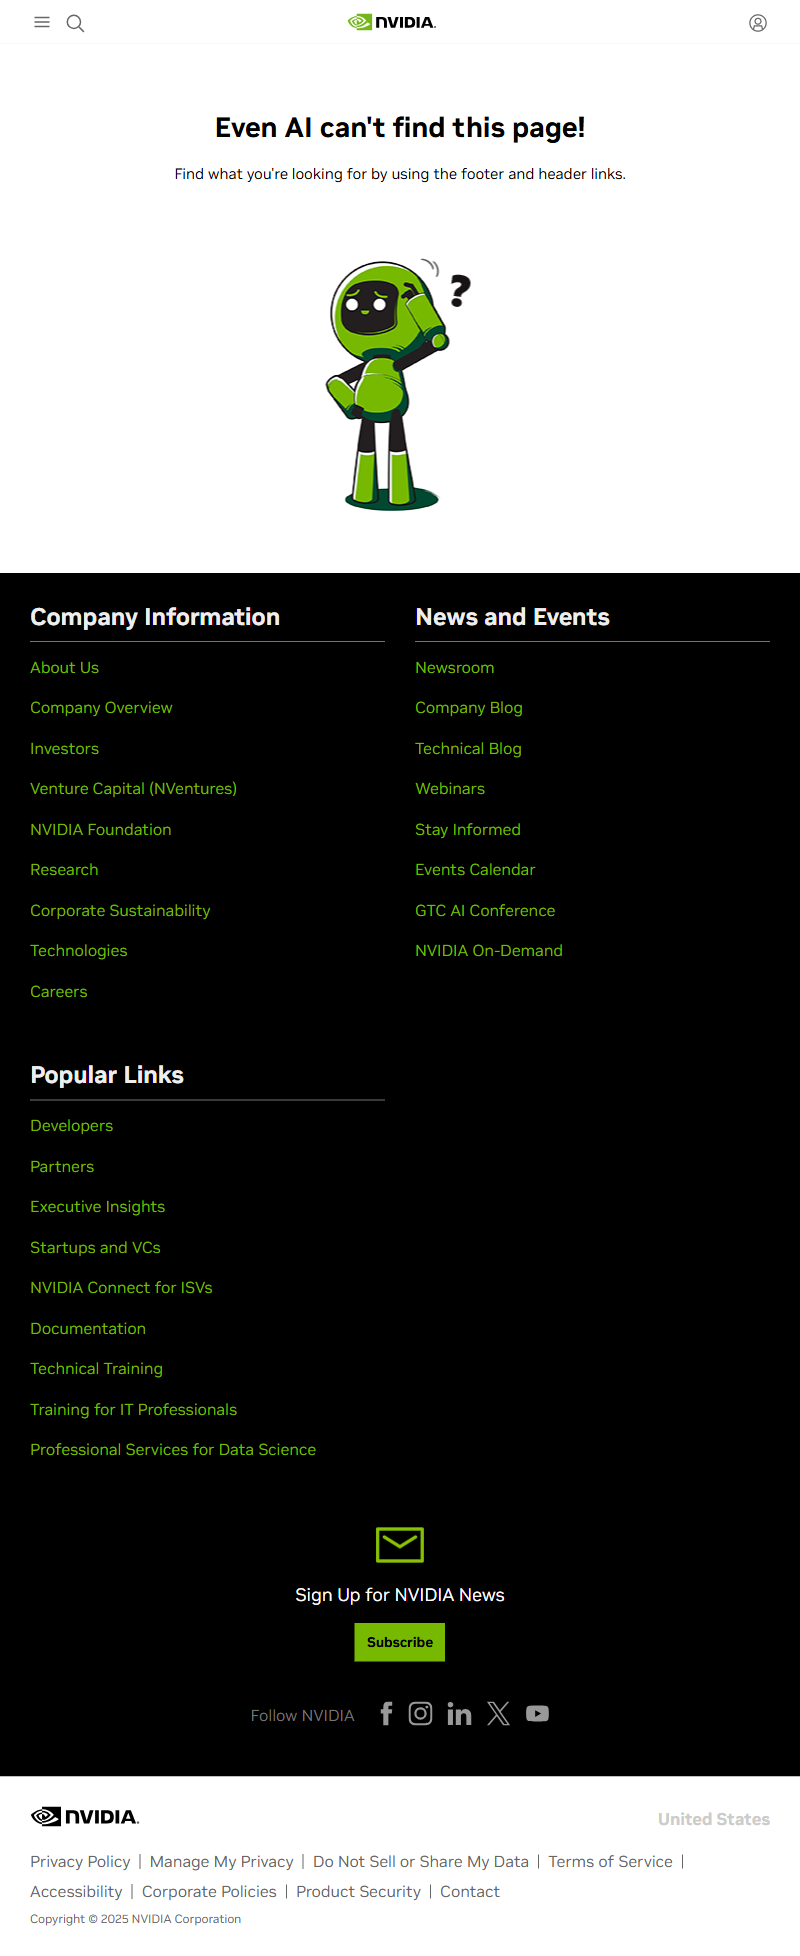 NVIDIA.
Even AI can't find this page!
Find what you're looking for by using the footer and header links.
?
Company Information
About Us
Company Overview
Investors
Venture Capital (NVentures)
NVIDIA Foundation
Research
Corporate Sustainability
Technologies
Careers
News and Events
Newsroom
Company Blog
Technical Blog
Webinars
Stay Informed
Events Calendar
GTC AI Conference
NVIDIA On-Demand
Popular Links
Developers
Partners
Executive Insights
Startups and VCs
NVIDIA Connect for ISVs
Documentation
Technical Training
Training for IT Professionals
Professional Services for Data Science
Sign Up for NVIDIA News
Subscribe
Follow NVIDIA
NVIDIA.
United States
Privacy Policy | Manage My Privacy | Do Not Sell or Share My Data | Terms of Service |
Accessibility | Corporate Policies | Product Security | Contact
Copyright © 2025 NVIDIA Corporation